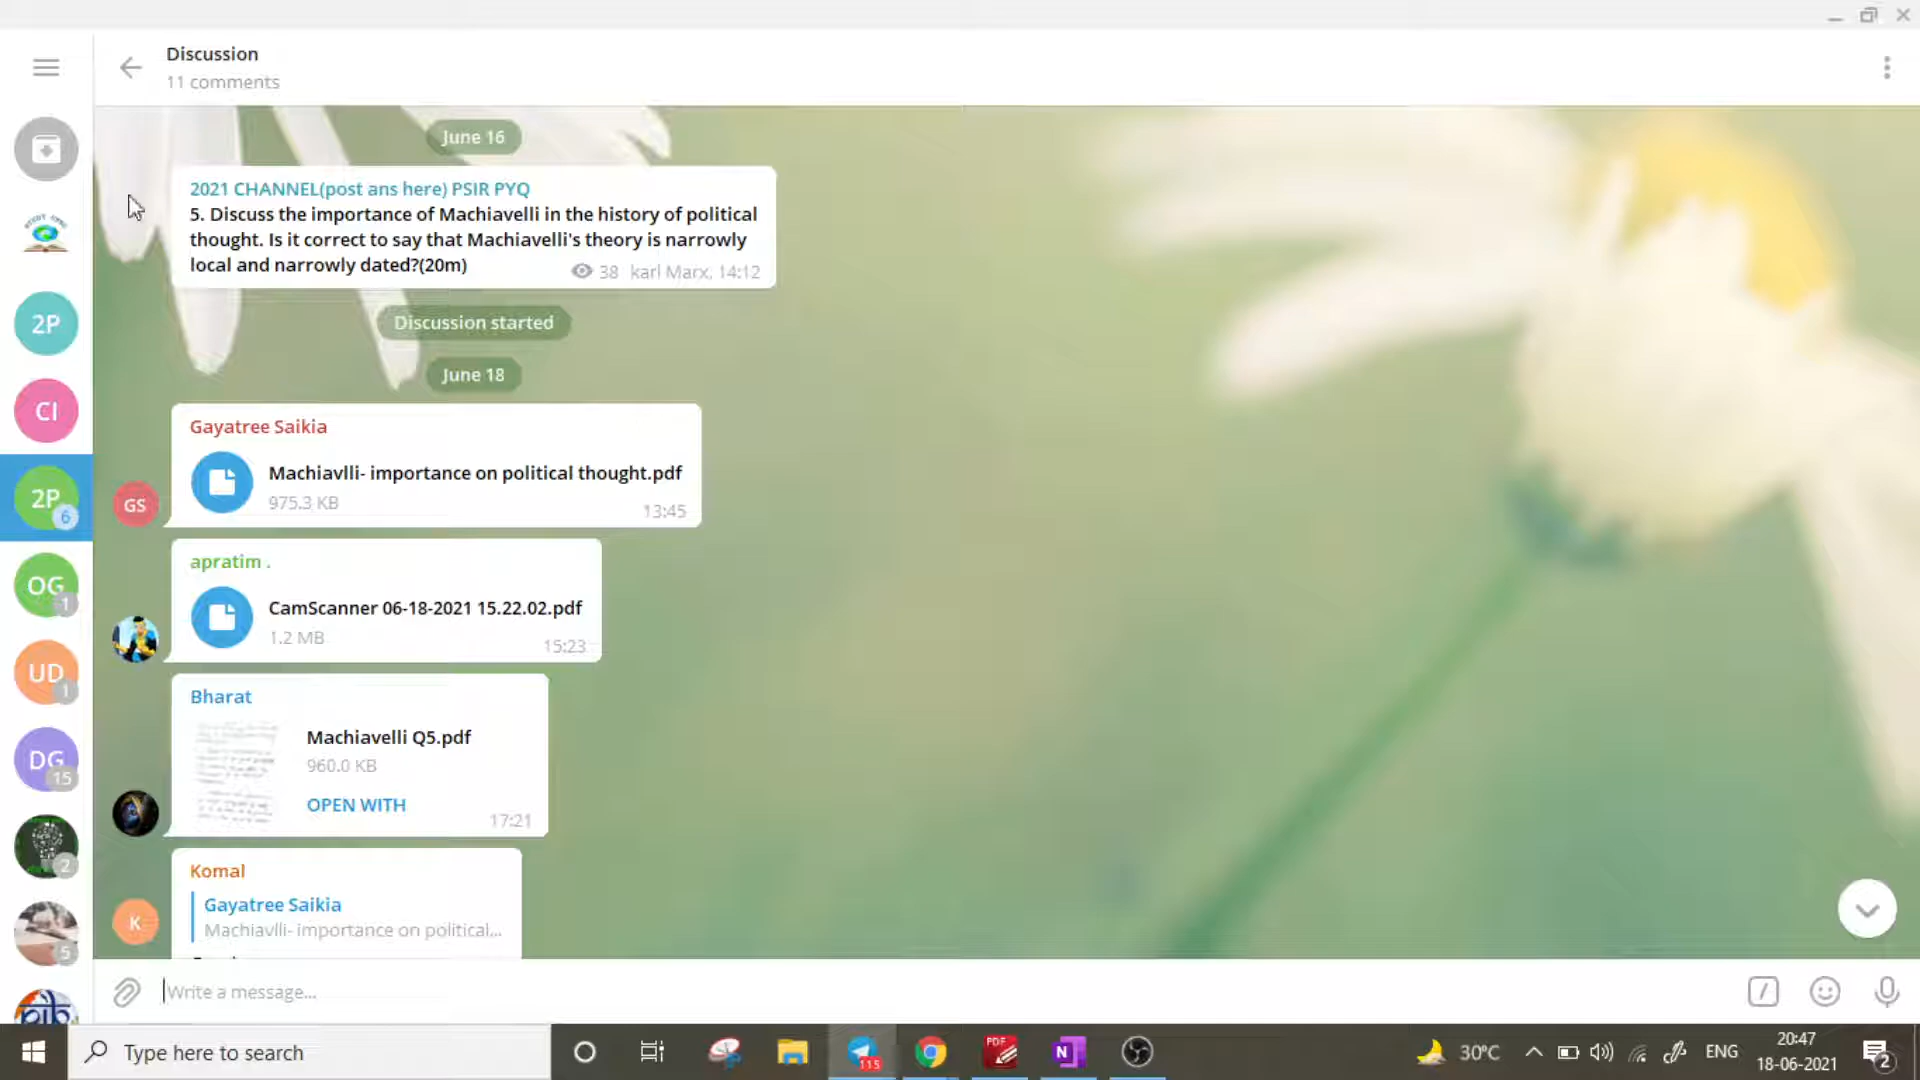 Discussion
11 comments
June 16
2021 CHANNEL(post ans here) PSIR PYQ
5. Discuss the importance of Machiavelli in the history of political
thought. Is it correct to say that Machiavelli's theory is narrowly
local and narrowly dated?(20m)
38 karl Marx, 14:12
Discussion started
June 18
Gayatree Saikia
Machiavlli- importance on political thought.pdf
975.3 KB
13:45
GS
apratim .
CamScanner 06-18-2021 15.22.02.pdf
1.2 MB
15:23
Bharat
Machiavelli Q5.pdf
960.0 KB
OPEN WITH
17:21
Komal
Gayatree Saikia
Machiavlli- importance on political...
K
2P
CI
2P
6
OG
1
UD
1
DG
15
2
5
Write a message...
Type here to search
115
PDF
N
30°C
ENG
20:47
18-06-2021
2